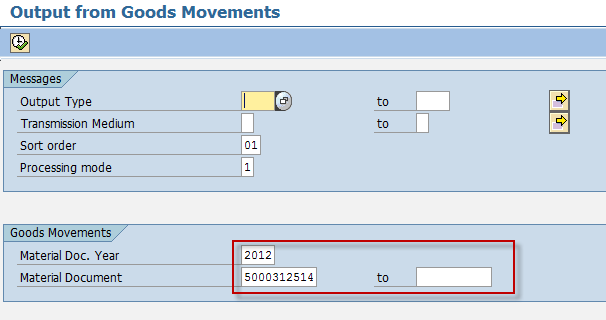 Output from Goods Movements
Messages
Output Type to
Transmission Medium to
Sort order 01
Processing mode 1
Goods Movements
Material Doc. Year 2012
Material Document 5000312514 to